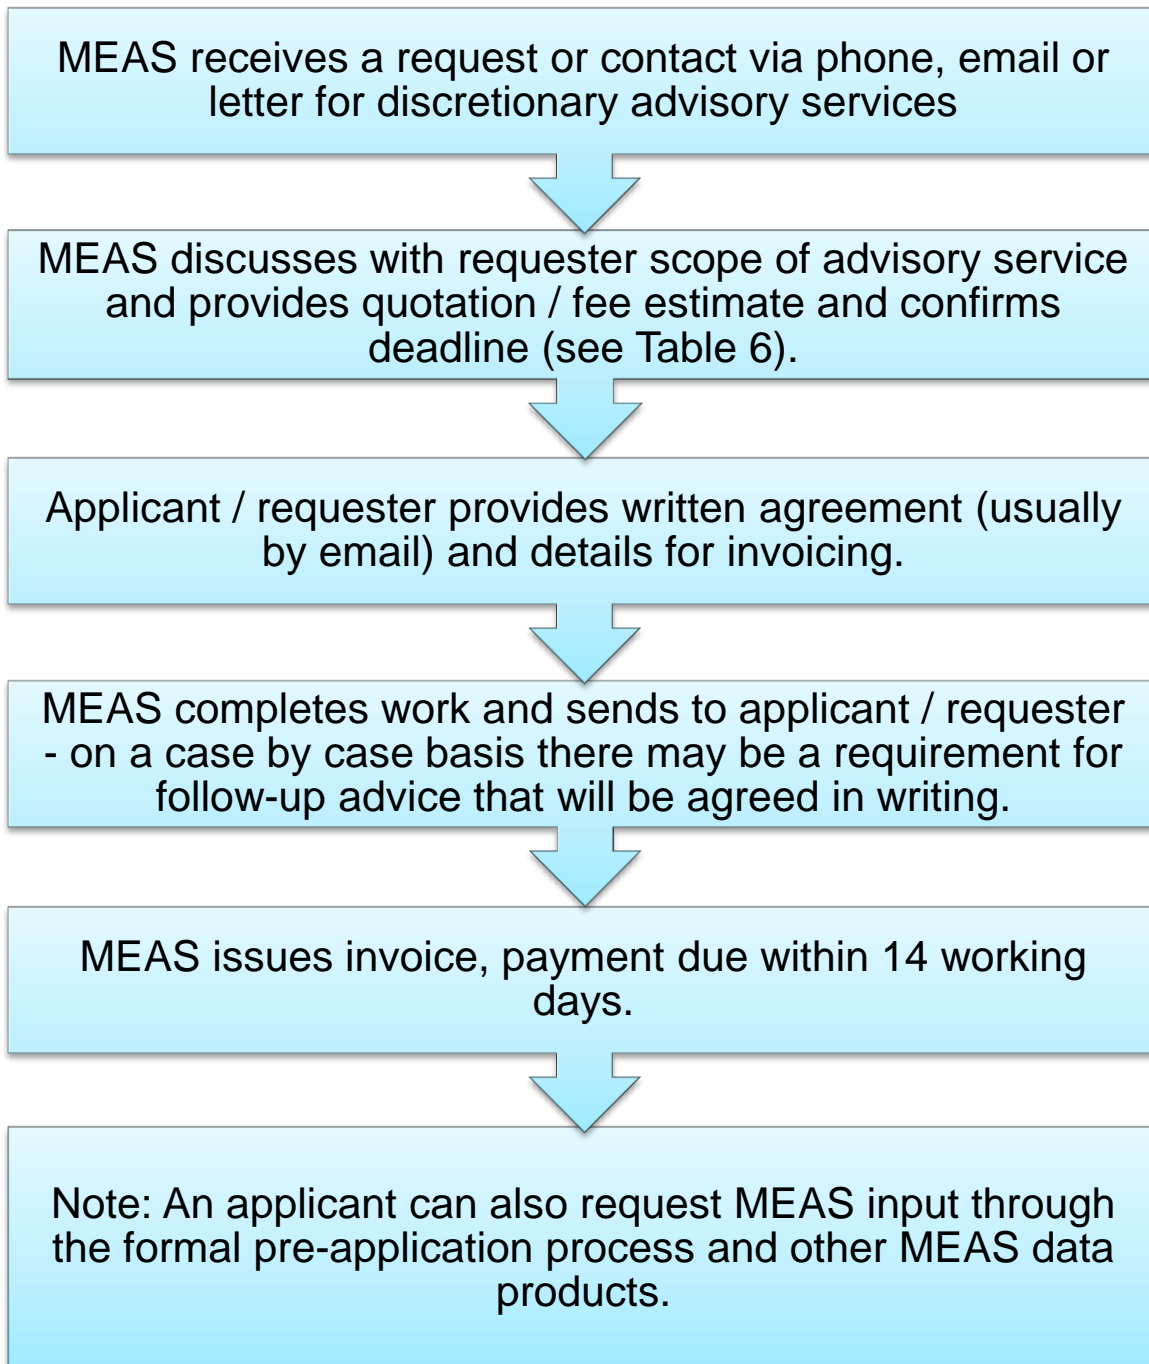 MEAS receives a request or contact via phone, email or
letter for discretionary advisory services
MEAS discusses with requester scope of advisory service
and provides quotation / fee estimate and confirms
deadline (see Table 6).
Applicant / requester provides written agreement (usually
by email) and details for invoicing.
MEAS completes work and sends to applicant / requester
- on a case by case basis there may be a requirement for
follow-up advice that will be agreed in writing.
MEAS issues invoice, payment due within 14 working
days.
Note: An applicant can also request MEAS input through
the formal pre-application process and other MEAS data
products.